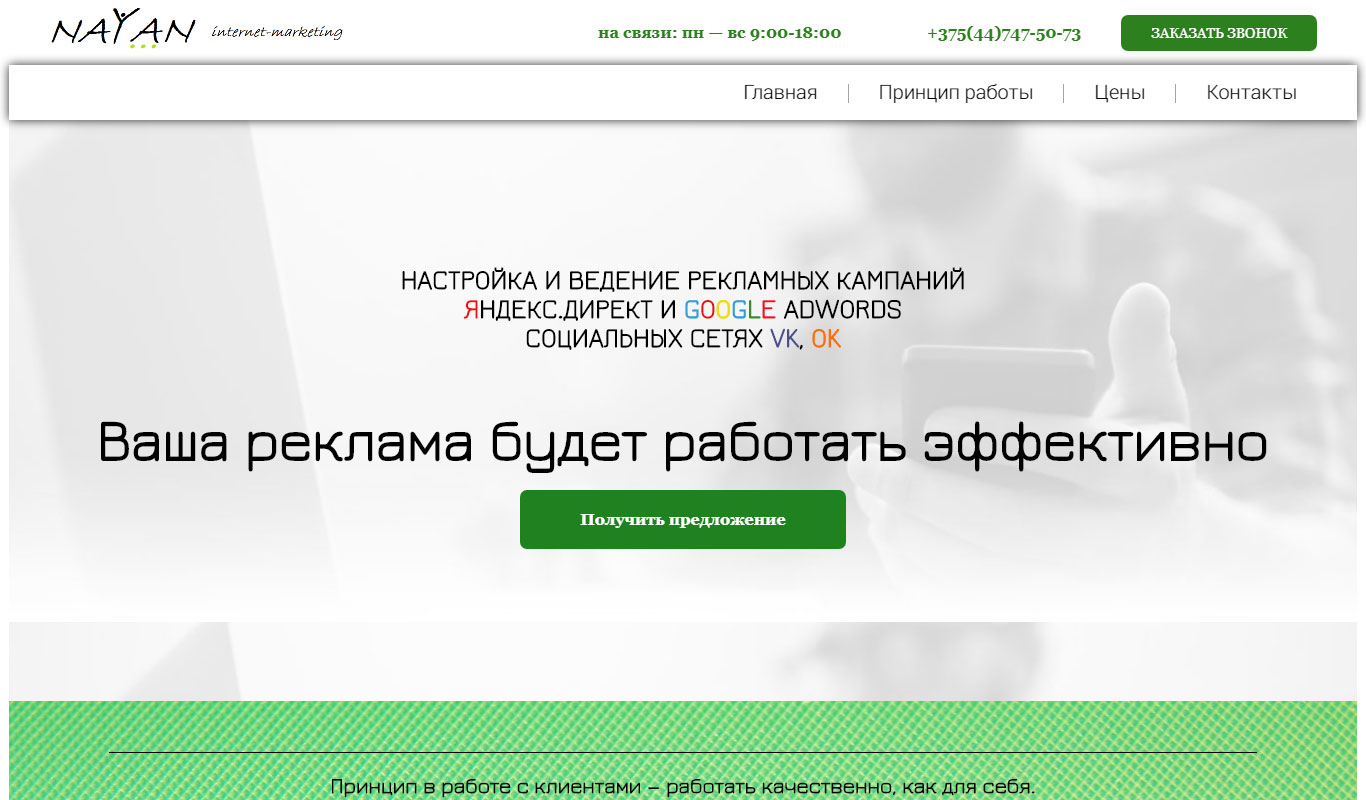 NAYAN internet-marketing
на связи: пн — вс 9:00-18:00
+375(44)747-50-73
ЗАКАЗАТЬ ЗВОНОК
Главная
Принцип работы
Цены
Контакты
НАСТРОЙКА И ВЕДЕНИЕ РЕКЛАМНЫХ КАМПАНИЙ
ЯНДЕКС.ДИРЕКТ И GOOGLE ADWORDS
СОЦИАЛЬНЫХ СЕТЯХ VK, OK
Ваша реклама будет работать эффективно
Получить предложение
Принцип в работе с клиентами – работать качественно, как для себя.